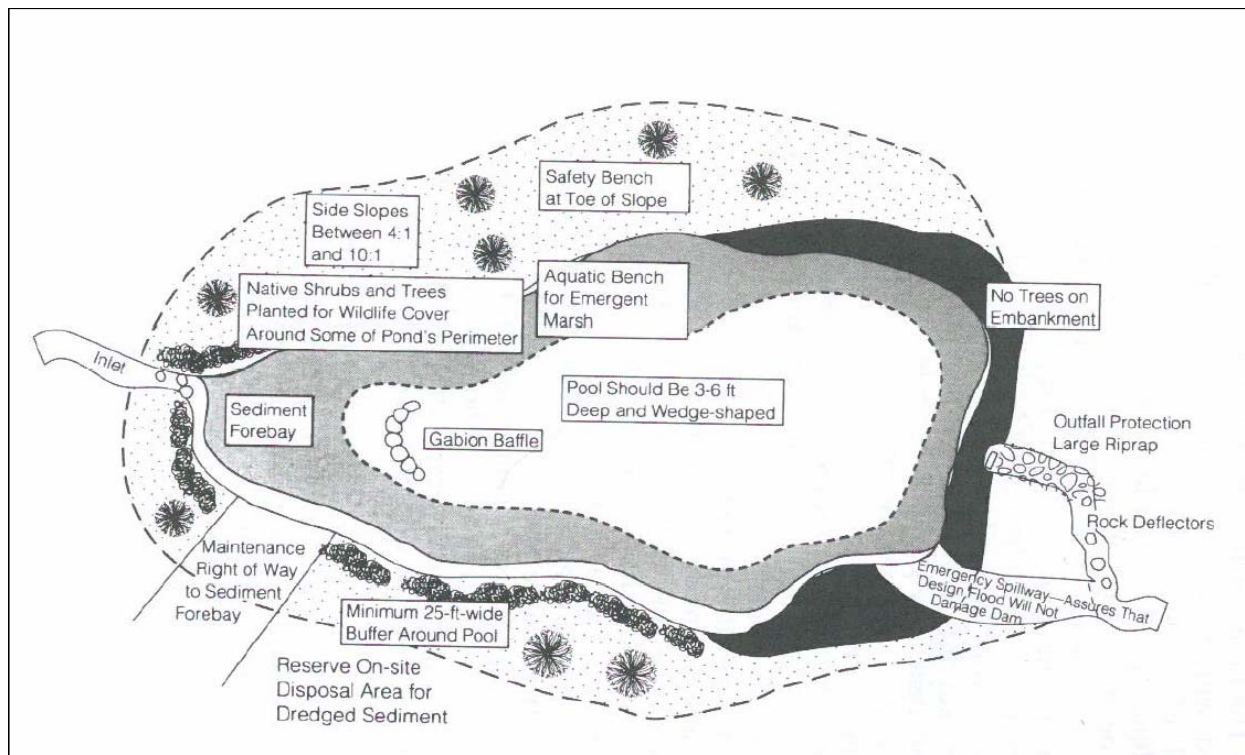 Safety Bench
at Toe of Slope
Side Slopes
Between 4:1
and 10:1
Native Shrubs and Trees
Planted for Wildlife Cover
Around Some of Pond's Perimeter
Aquatic Bench
for Emergent
Marsh
No Trees on
Embankment
Inlet
Pool Should Be 3-6 ft
Deep and Wedge-shaped
Sediment
Forebay
Gabion Baffle
Outfall Protection
Large Riprap
Rock Deflectors
Maintenance
Right of Way
to Sediment
Forebay
Emergency Spillway—Assures That
Design Flood Will Not
Damage Dam
Minimum 25-ft-wide
Buffer Around Pool
Reserve On-site
Disposal Area for
Dredged Sediment